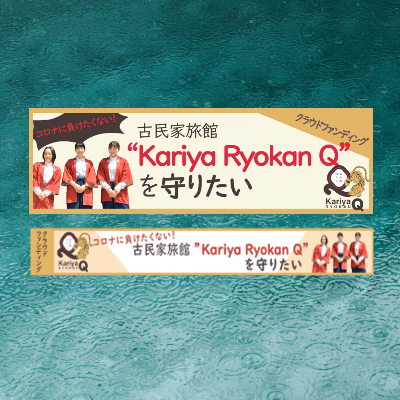 コロナに負けたくない!
クラウドファンディング
古民家旅館
“Kariya Ryokan Q”
を守りたい
Kariya
RYOKAN Q
クラウド
ファンディング
Kariya Q
RYOKAN
コロナに負けたくない!
古民家旅館 ”Kariya Ryokan Q”
を守りたい